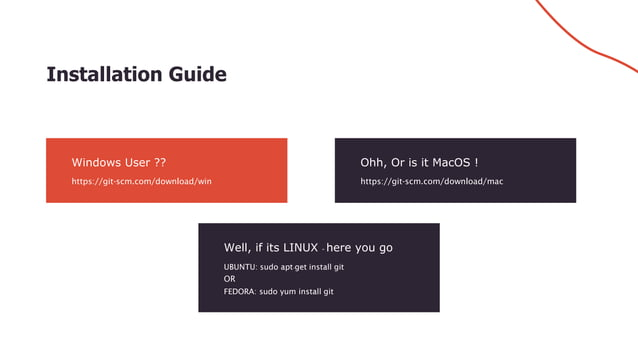 Installation Guide
Windows User ??
https://git-scm.com/download/win
Ohh, Or is it MacOS !
https://git-scm.com/download/mac
Well, if its LINUX - here you go
UBUNTU: sudo apt-get install git
OR
FEDORA: sudo yum install git